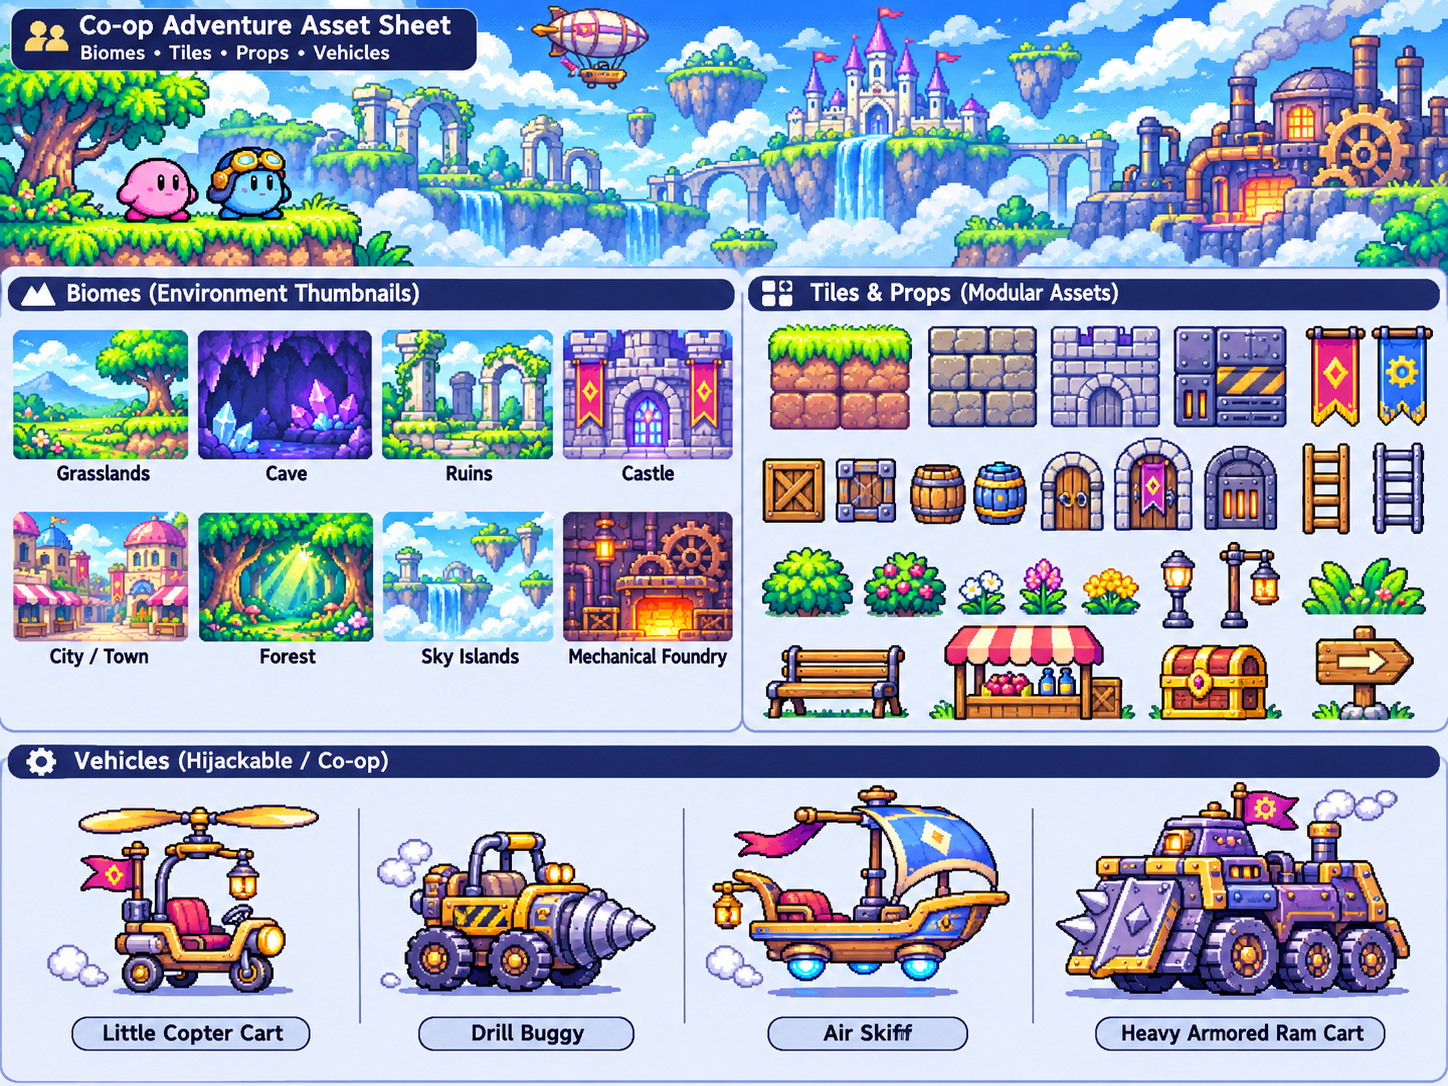 Co-op Adventure Asset Sheet
Biomes • Tiles • Props • Vehicles
Biomes (Environment Thumbnails)
Grasslands
Cave
Ruins
Castle
City / Town
Forest
Sky Islands
Mechanical Foundry
Tiles & Props (Modular Assets)
Vehicles (Hijackable / Co-op)
Little Copter Cart
Drill Buggy
Air Skiff
Heavy Armored Ram Cart